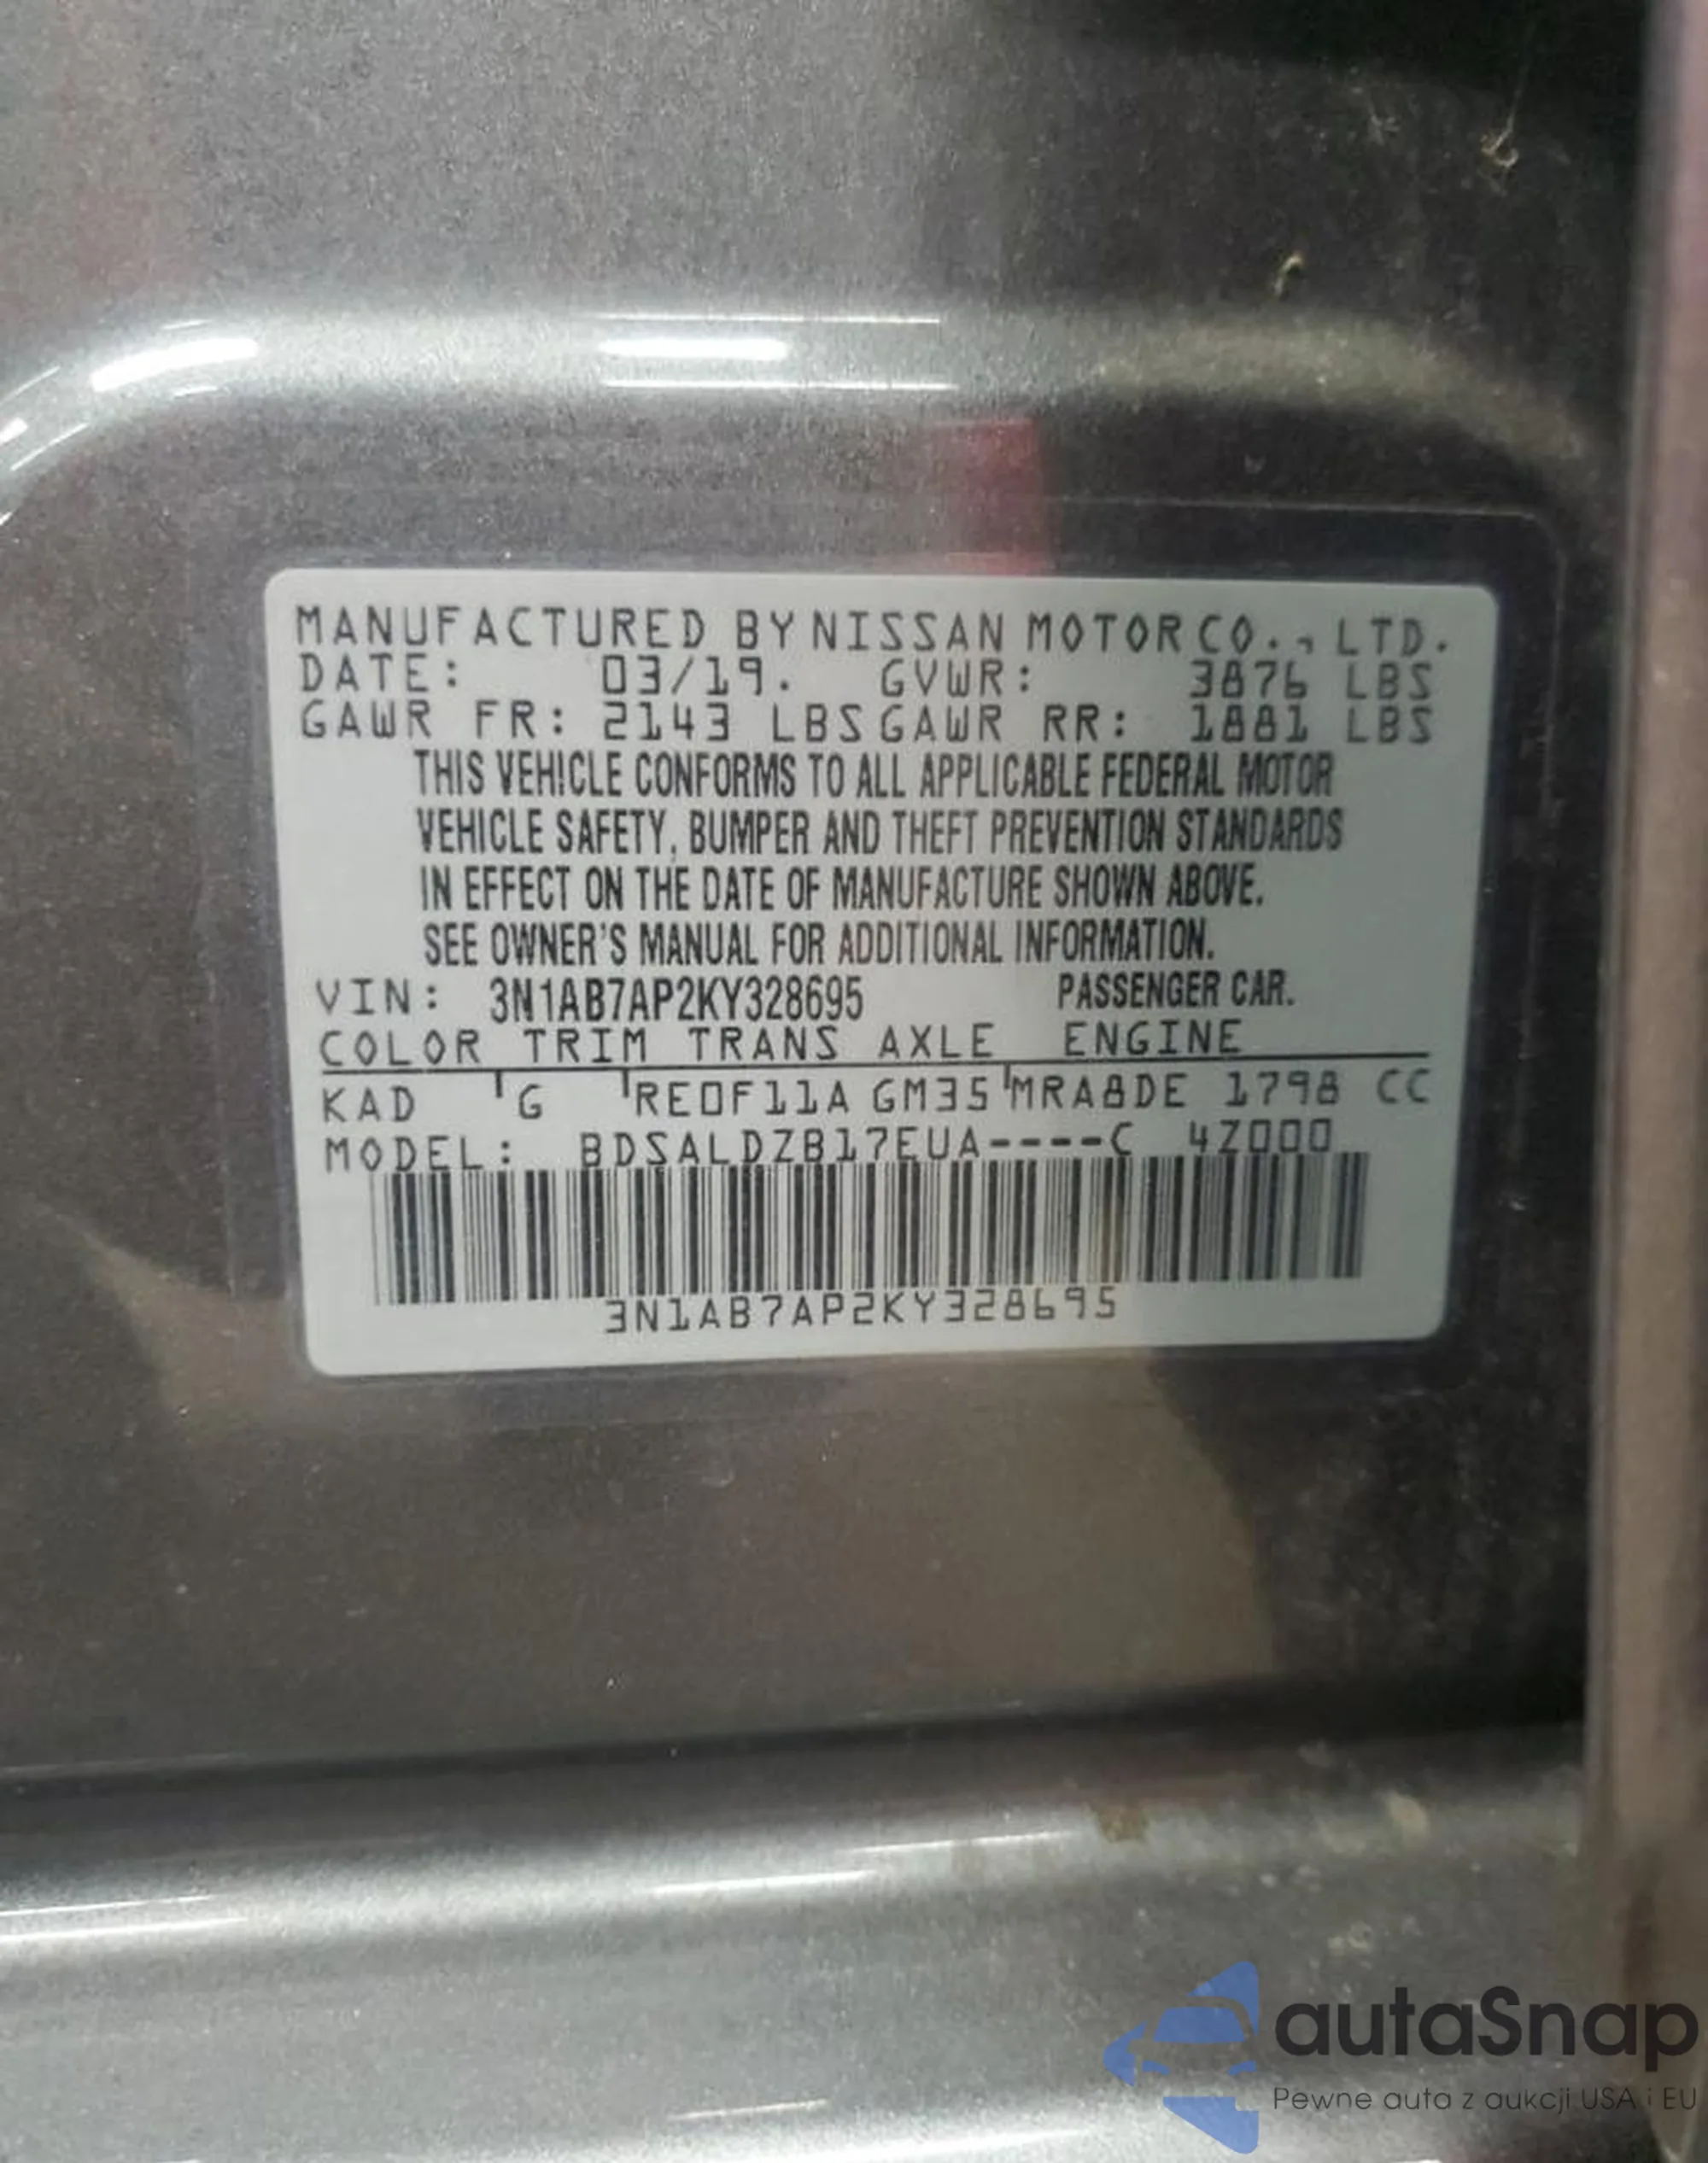 MANUFACTURED BY NISSAN MOTOR CO., LTD.
DATE: 03/19. GVWR: 3876 LBS
GAWR FR: 2143 LBS GAWR RR: 1881 LBS
THIS VEHICLE CONFORMS TO ALL APPLICABLE FEDERAL MOTOR
VEHICLE SAFETY, BUMPER AND THEFT PREVENTION STANDARDS
IN EFFECT ON THE DATE OF MANUFACTURE SHOWN ABOVE.
SEE OWNER'S MANUAL FOR ADDITIONAL INFORMATION.
VIN: 3N1AB7AP2KY328695 PASSENGER CAR.
COLOR TRIM TRANS AXLE ENGINE
KAD G RE0F11A GM35 MRA8DE 1798 CC
MODEL: BDSALDZB17EUA----C 4Z000
3N1AB7AP2KY328695
autaSnap
Pewne auta z aukcji USA i EU